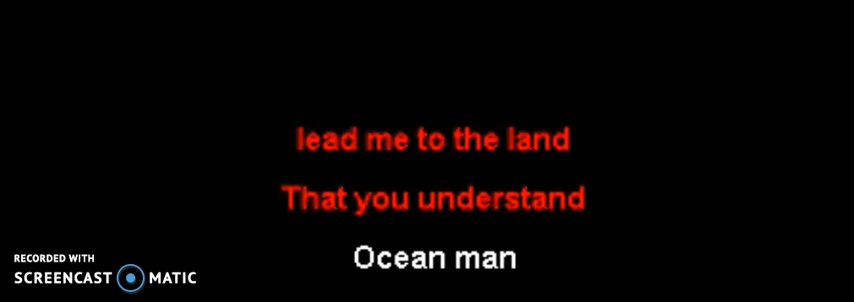 lead me to the land
That you understand
Ocean man
RECORDED WITH
SCREENCAST MATIC